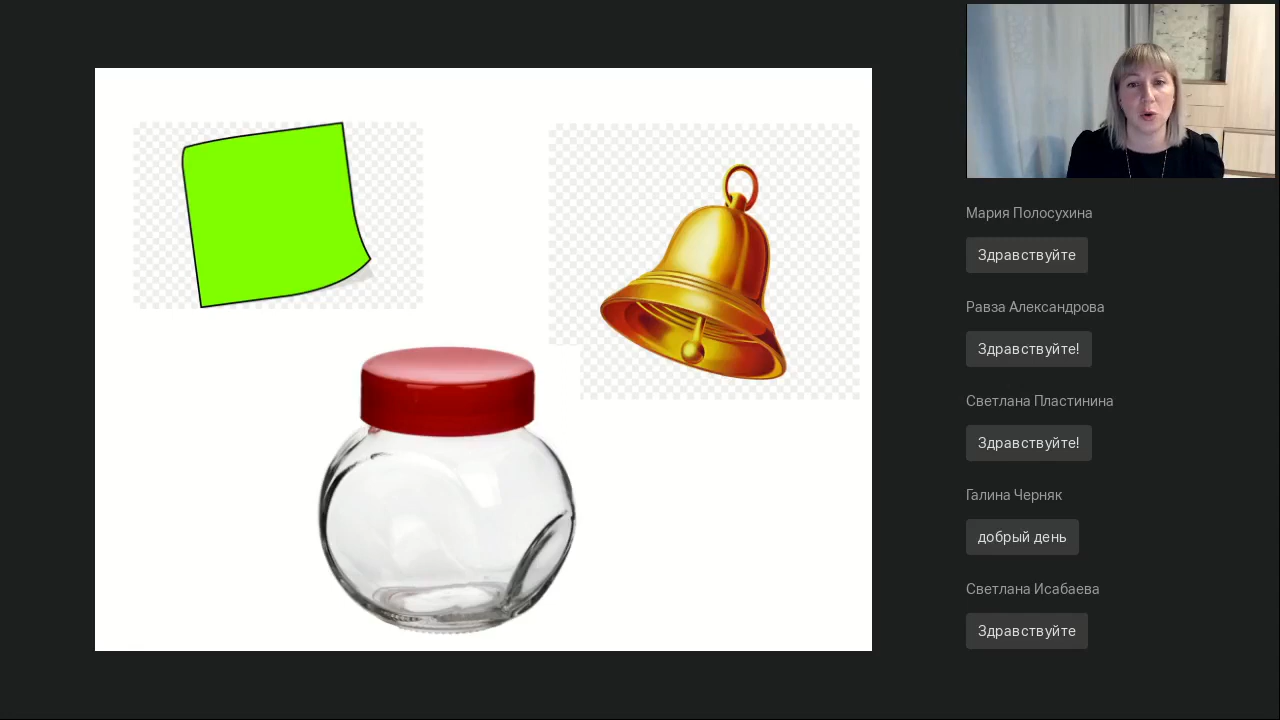 Мария Полосухина
Здравствуйте
Равза Александрова
Здравствуйте!
Светлана Пластинина
Здравствуйте!
Галина Черняк
добрый день
Светлана Исабаева
Здравствуйте